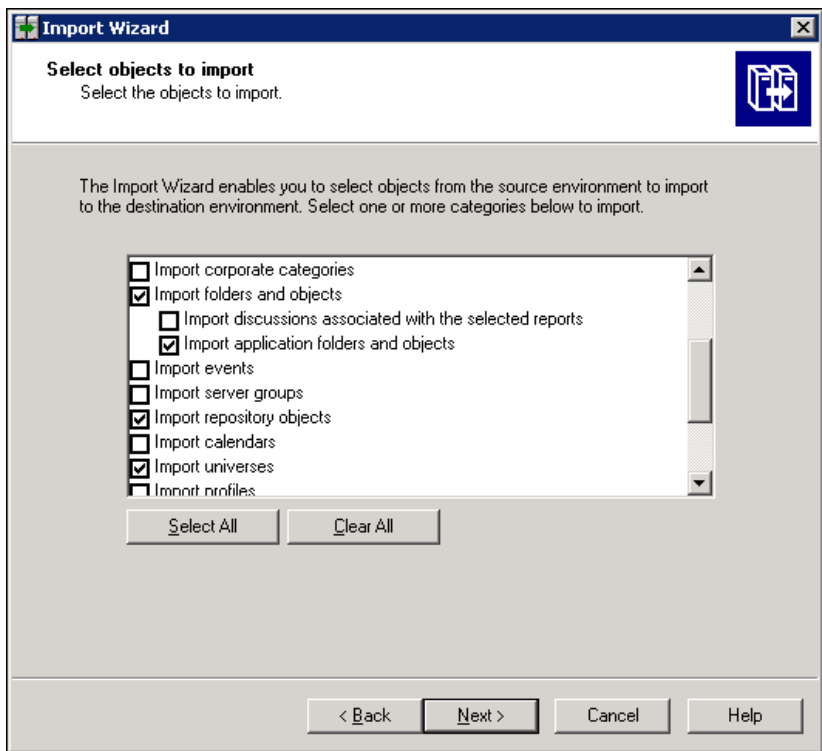 Import Wizard
Select objects to import
Select the objects to import.
The Import Wizard enables you to select objects from the source environment to import
to the destination environment. Select one or more categories below to import.
Import corporate categories
Import folders and objects
Import discussions associated with the selected reports
Import application folders and objects
Import events
Import server groups
Import repository objects
Import calendars
Import universes
Import profiles
Select All
Clear All
< Back
Next >
Cancel
Help